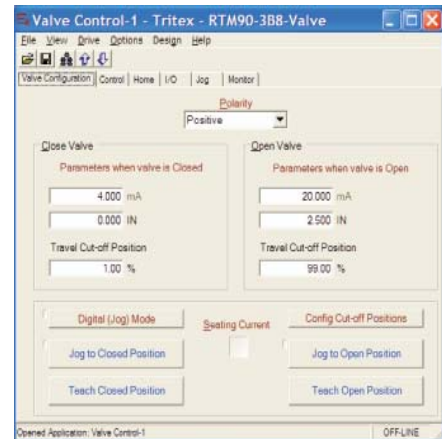 Valve Control-1 - Tritex - RTM90-3B8-Valve
File View Drive Options Design Help
Valve Configuration Control Home I/O Jog Monitor
Polarity
Positive
Close Valve
Parameters when valve is Closed
4.000 mA
0.000 IN
Travel Cut-off Position
1.00 %
Open Valve
Parameters when valve is Open
20.000 mA
2.500 IN
Travel Cut-off Position
99.00 %
Digital (Jog) Mode
Seating Current
Config Cut-off Positions
Jog to Closed Position
Jog to Open Position
Teach Closed Position
Teach Open Position
Opened Application: Valve Control-1 OFF-LINE